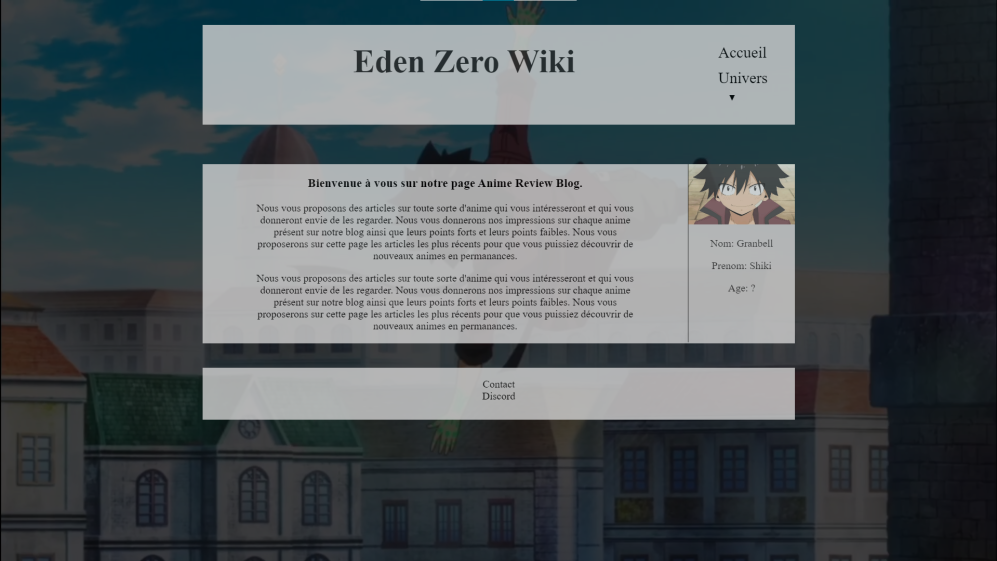 Eden Zero Wiki
Accueil
Univers
▼
Bienvenue à vous sur notre page Anime Review Blog.
Nous vous proposons des articles sur toute sorte d'anime qui vous intéresseront et qui vous
donneront envie de les regarder. Nous vous donnerons nos impressions sur chaque anime
présent sur notre blog ainsi que leurs points forts et leurs points faibles. Nous vous
proposerons sur cette page les articles les plus récents pour que vous puissiez découvrir de
nouveaux animes en permanances.
Nous vous proposons des articles sur toute sorte d'anime qui vous intéresseront et qui vous
donneront envie de les regarder. Nous vous donnerons nos impressions sur chaque anime
présent sur notre blog ainsi que leurs points forts et leurs points faibles. Nous vous
proposerons sur cette page les articles les plus récents pour que vous puissiez découvrir de
nouveaux animes en permanances.
Nom: Granbell
Prenom: Shiki
Age: ?
Contact
Discord